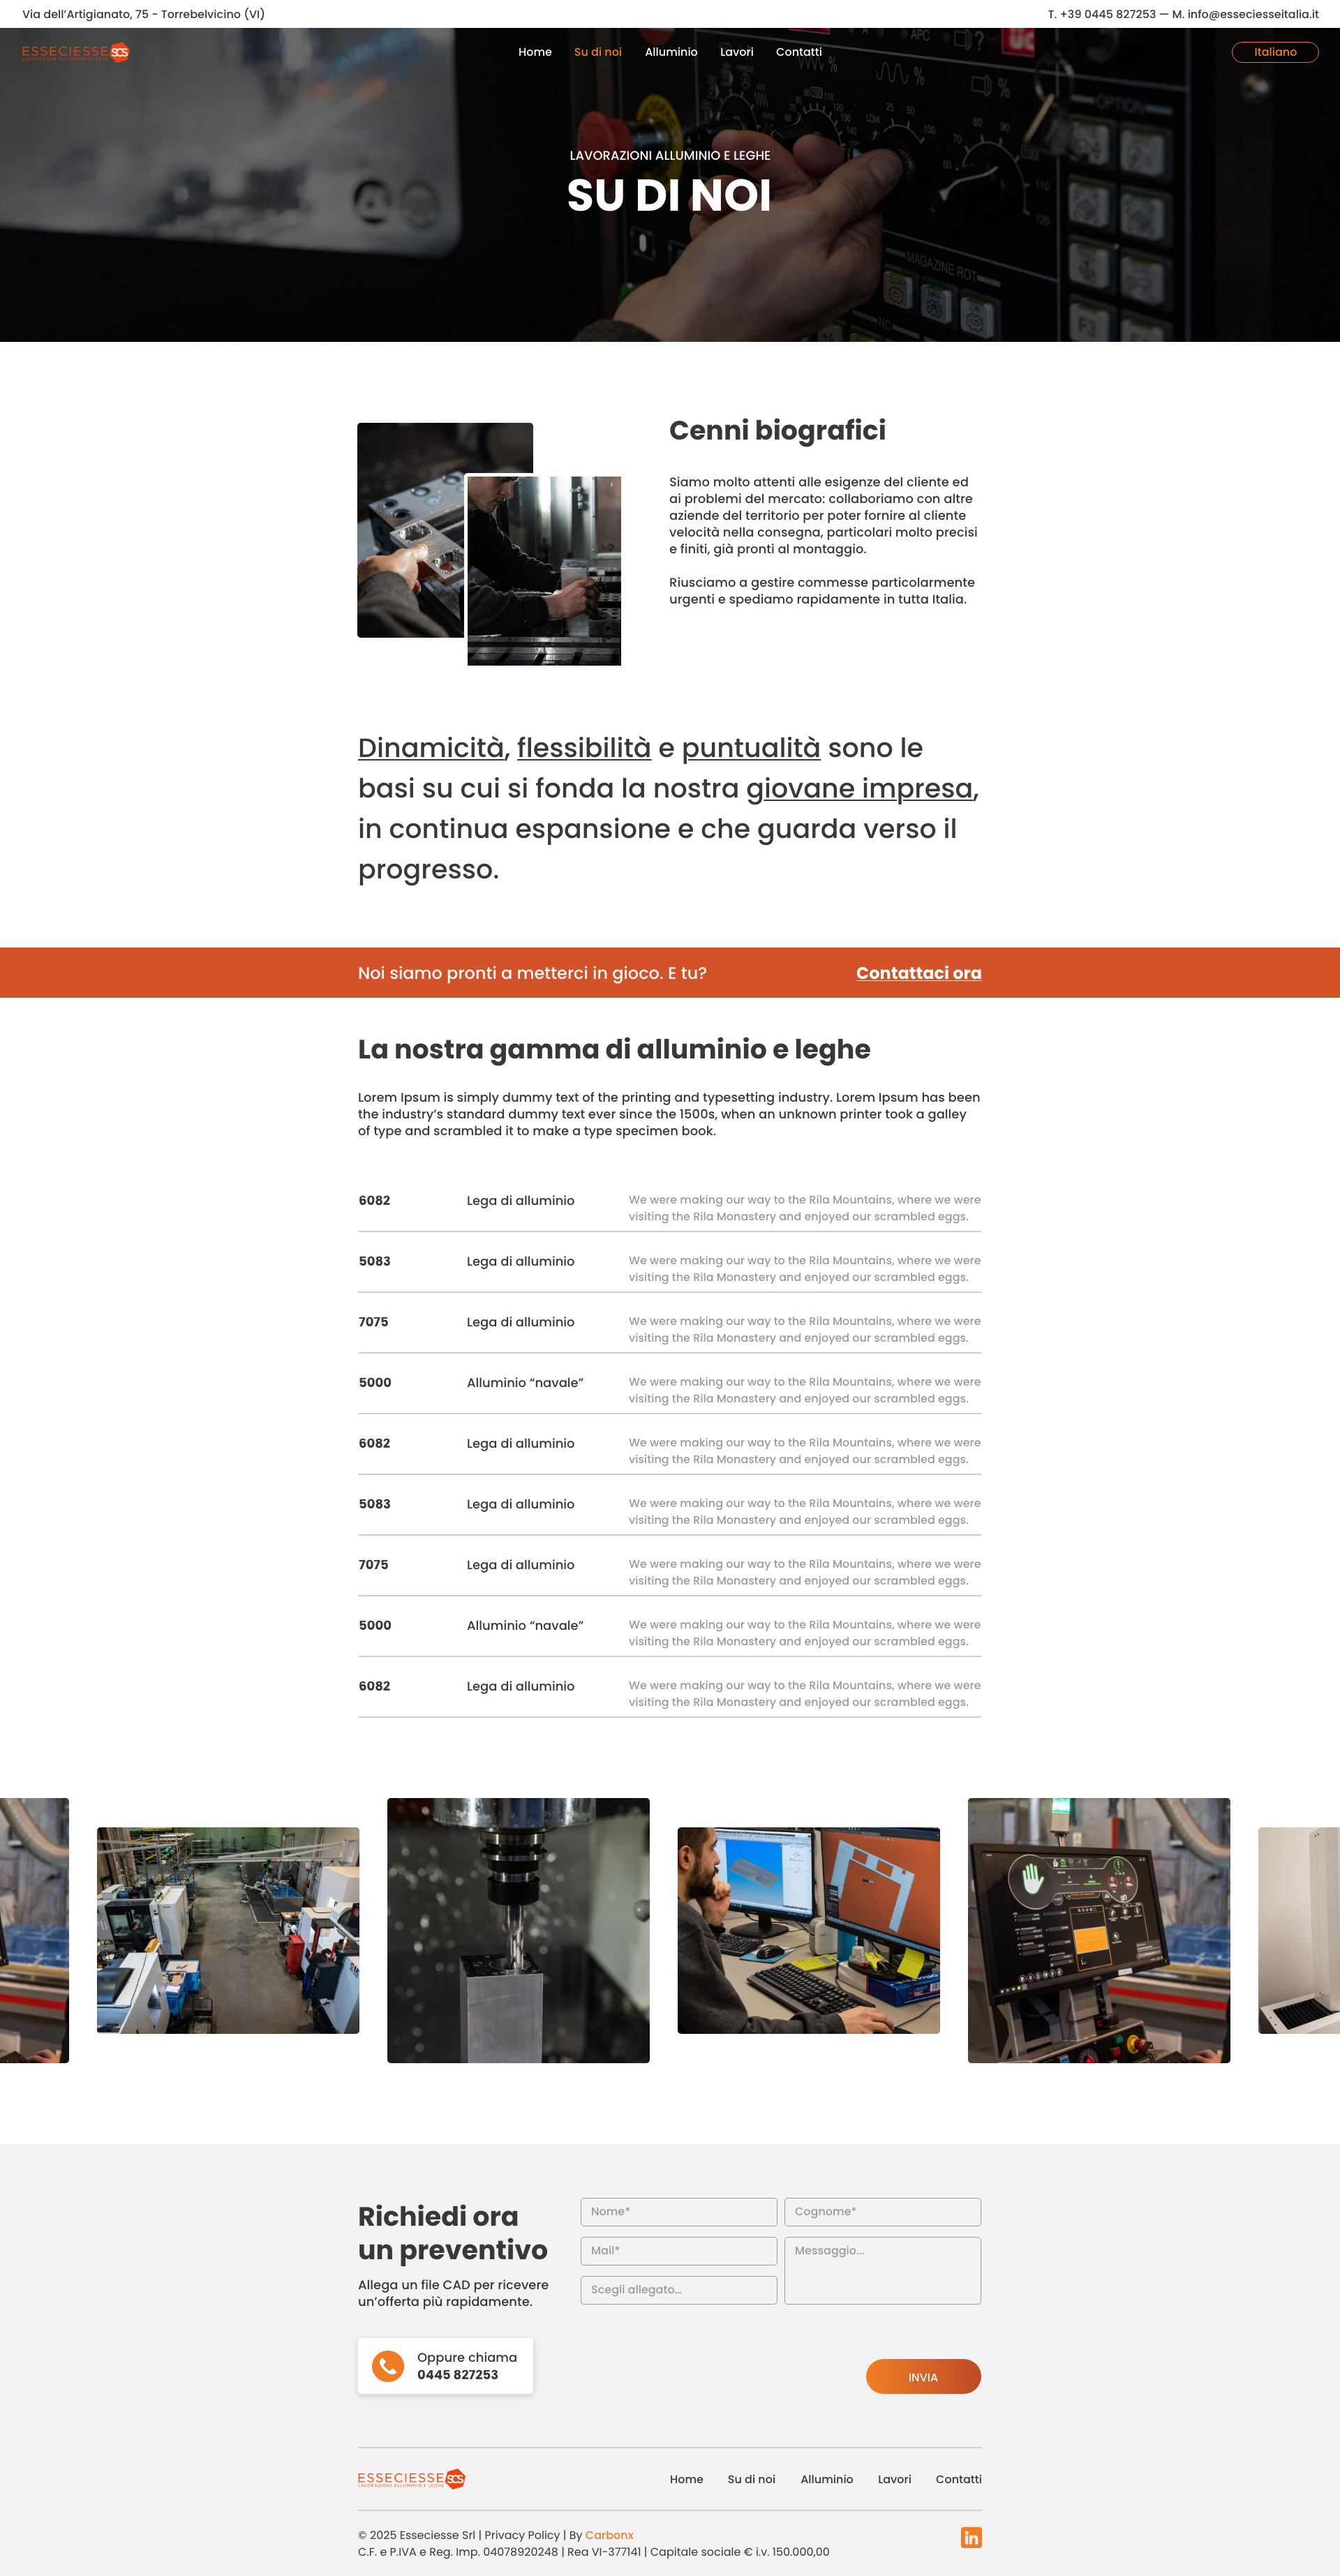 Via dell’Artigianato, 75 - Torrebelvicino (VI)
T. +39 0445 827253 — M. info@esseciesseitalia.it
ESSECIESSE SCS
LAVORAZIONI ALLUMINIO E LEGHE
Home Su di noi Alluminio Lavori Contatti
Italiano
OPTION
LAVORAZIONI ALLUMINIO E LEGHE
SU DI NOI
MAGAZINE ROT
NC
F3
Cenni biografici
Siamo molto attenti alle esigenze del cliente ed
ai problemi del mercato: collaboriamo con altre
aziende del territorio per poter fornire al cliente
velocità nella consegna, particolari molto precisi
e finiti, già pronti al montaggio.
Riusciamo a gestire commesse particolarmente
urgenti e spediamo rapidamente in tutta Italia.
Dinamicità, flessibilità e puntualità sono le
basi su cui si fonda la nostra giovane impresa,
in continua espansione e che guarda verso il
progresso.
Noi siamo pronti a metterci in gioco. E tu?
Contattaci ora
La nostra gamma di alluminio e leghe
Lorem Ipsum is simply dummy text of the printing and typesetting industry. Lorem Ipsum has been
the industry’s standard dummy text ever since the 1500s, when an unknown printer took a galley
of type and scrambled it to make a type specimen book.
6082 Lega di alluminio We were making our way to the Rila Mountains, where we were
visiting the Rila Monastery and enjoyed our scrambled eggs.
5083 Lega di alluminio We were making our way to the Rila Mountains, where we were
visiting the Rila Monastery and enjoyed our scrambled eggs.
7075 Lega di alluminio We were making our way to the Rila Mountains, where we were
visiting the Rila Monastery and enjoyed our scrambled eggs.
5000 Alluminio “navale” We were making our way to the Rila Mountains, where we were
visiting the Rila Monastery and enjoyed our scrambled eggs.
6082 Lega di alluminio We were making our way to the Rila Mountains, where we were
visiting the Rila Monastery and enjoyed our scrambled eggs.
5083 Lega di alluminio We were making our way to the Rila Mountains, where we were
visiting the Rila Monastery and enjoyed our scrambled eggs.
7075 Lega di alluminio We were making our way to the Rila Mountains, where we were
visiting the Rila Monastery and enjoyed our scrambled eggs.
5000 Alluminio “navale” We were making our way to the Rila Mountains, where we were
visiting the Rila Monastery and enjoyed our scrambled eggs.
6082 Lega di alluminio We were making our way to the Rila Mountains, where we were
visiting the Rila Monastery and enjoyed our scrambled eggs.
Richiedi ora
un preventivo
Allega un file CAD per ricevere
un’offerta più rapidamente.
Oppure chiama
0445 827253
Nome*
Cognome*
Mail*
Messaggio...
Scegli allegato...
INVIA
ESSECIESSE SCS
LAVORAZIONI ALLUMINIO E LEGHE
Home Su di noi Alluminio Lavori Contatti
© 2025 Esseciesse Srl | Privacy Policy | By Carbonx
C.F. e P.IVA e Reg. Imp. 04078920248 | Rea VI-377141 | Capitale sociale € i.v. 150.000,00
in